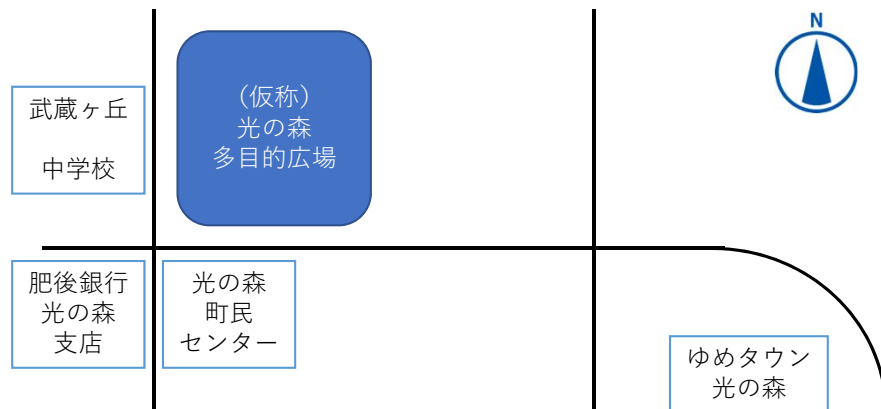 N
（仮称）
光の森
多目的広場
武蔵ヶ丘
中学校
肥後銀行
光の森
支店
光の森
町民
センター
ゆめタウン
光の森